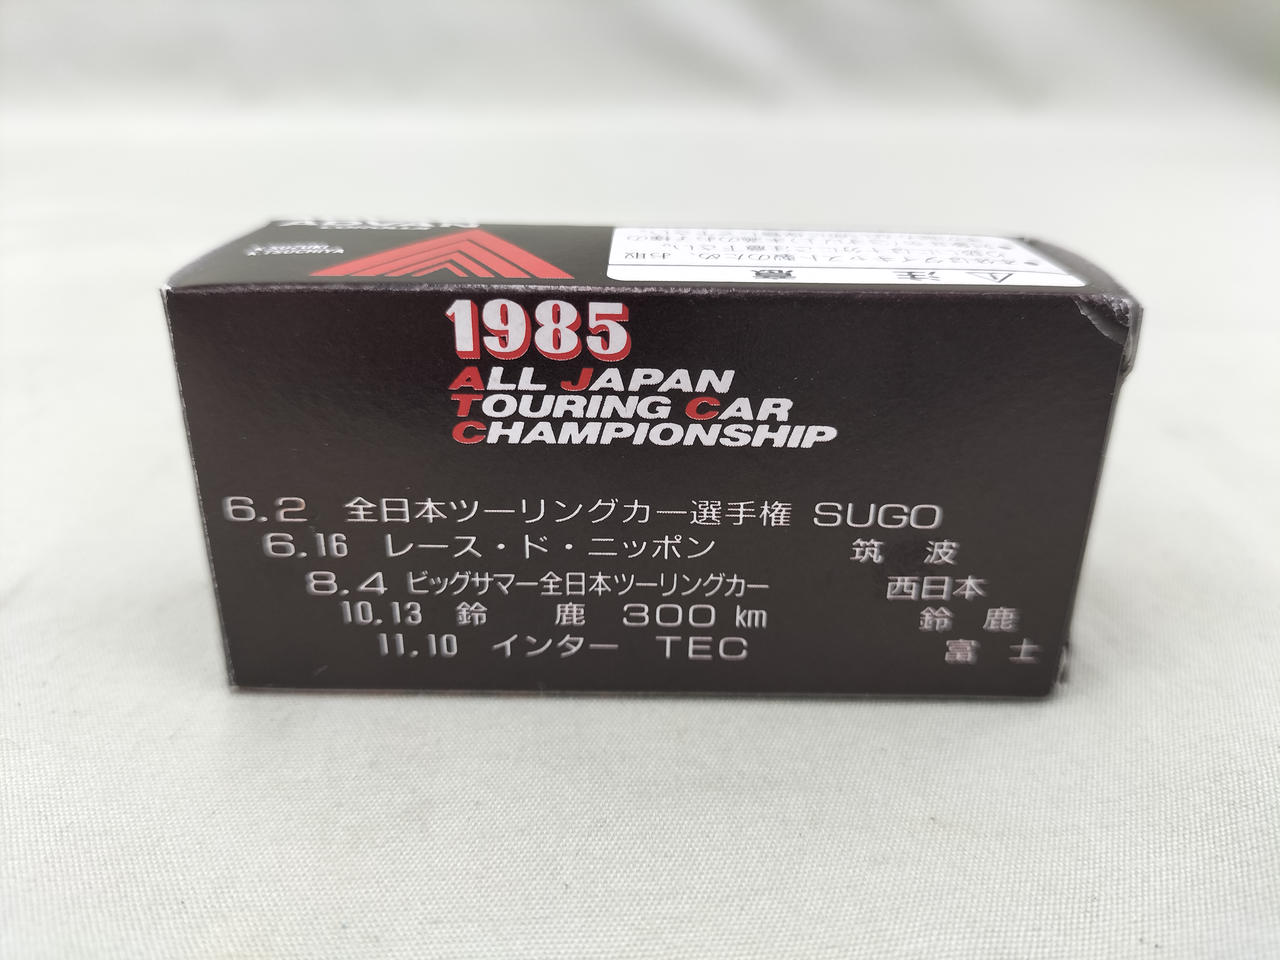 K.TSUCHIYA
⚠ 注 意
1985
ALL JAPAN
TOURING CAR
CHAMPIONSHIP
6.2 全日本ツーリングカー選手権 SUGO
6.16 レース・ド・ニッポン 筑 波
8.4 ビッグサマー全日本ツーリングカー 西日本
10.13 鈴 鹿 300 km 鈴 鹿
11.10 インター TEC 富 士